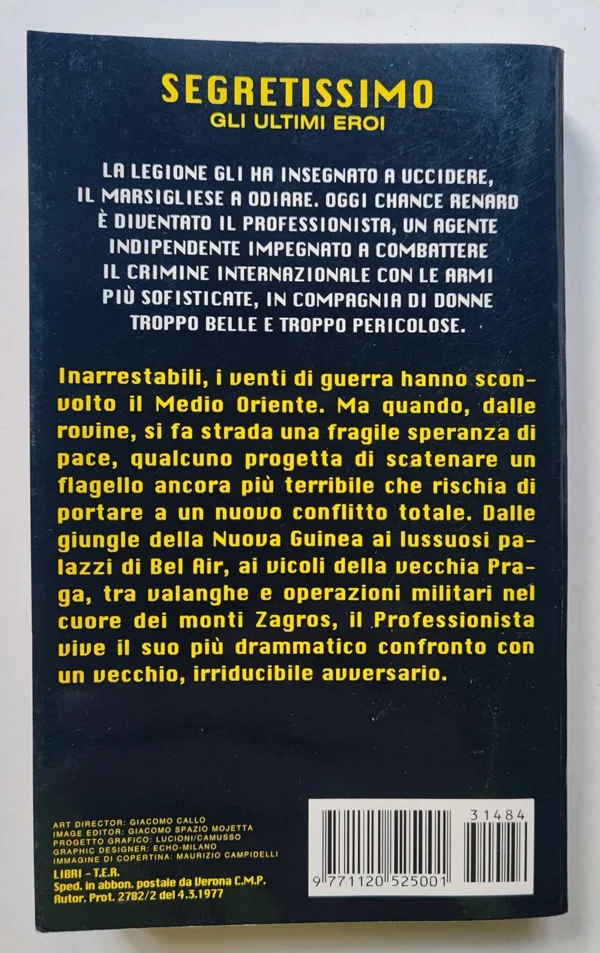 SEGRETISSIMO
GLI ULTIMI EROI
LA LEGIONE GLI HA INSEGNATO A UCCIDERE,
IL MARSIGLIESE A ODIARE. OGGI CHANCE RENARD
È DIVENTATO IL PROFESSIONISTA, UN AGENTE
INDIPENDENTE IMPEGNATO A COMBATTERE
IL CRIMINE INTERNAZIONALE CON LE ARMI
PIÙ SOFISTICATE, IN COMPAGNIA DI DONNE
TROPPO BELLE E TROPPO PERICOLOSE.
Inarrestabili, i venti di guerra hanno scon-
volto il Medio Oriente. Ma quando, dalle
rovine, si fa strada una fragile speranza di
pace, qualcuno progetta di scatenare un
flagello ancora più terribile che rischia di
portare a un nuovo conflitto totale. Dalle
giungle della Nuova Guinea ai lussuosi pa-
lazzi di Bel Air, ai vicoli della vecchia Pra-
ga, tra valanghe e operazioni militari nel
cuore dei monti Zagros, il Professionista
vive il suo più drammatico confronto con
un vecchio, irriducibile avversario.
ART DIRECTOR: GIACOMO CALLO
IMAGE EDITOR: GIACOMO SPAZIO MOJETTA
PROGETTO GRAFICO: LUCIONI/CAMUSSO
GRAPHIC DESIGNER: ECHO-MILANO
IMMAGINE DI COPERTINA: MAURIZIO CAMPIDELLI
LIBRI - T.E.R.
Sped. in abbon. postale da Verona C.M.P.
Autor. Prot. 2782/2 del 4.3.1977
31484
9 771120 525001